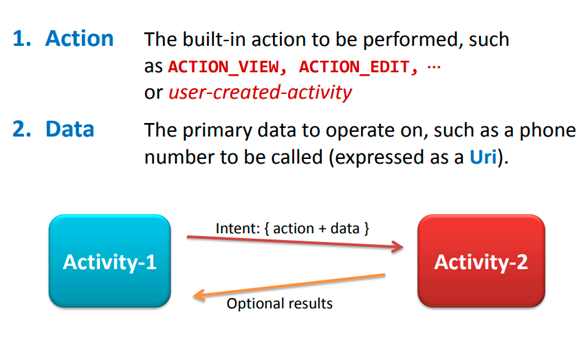 1. Action The built-in action to be performed, such
as ACTION_VIEW, ACTION_EDIT, …
or user-created-activity
2. Data The primary data to operate on, such as a phone
number to be called (expressed as a Uri).
Intent: { action + data }
Activity-1
Activity-2
Optional results